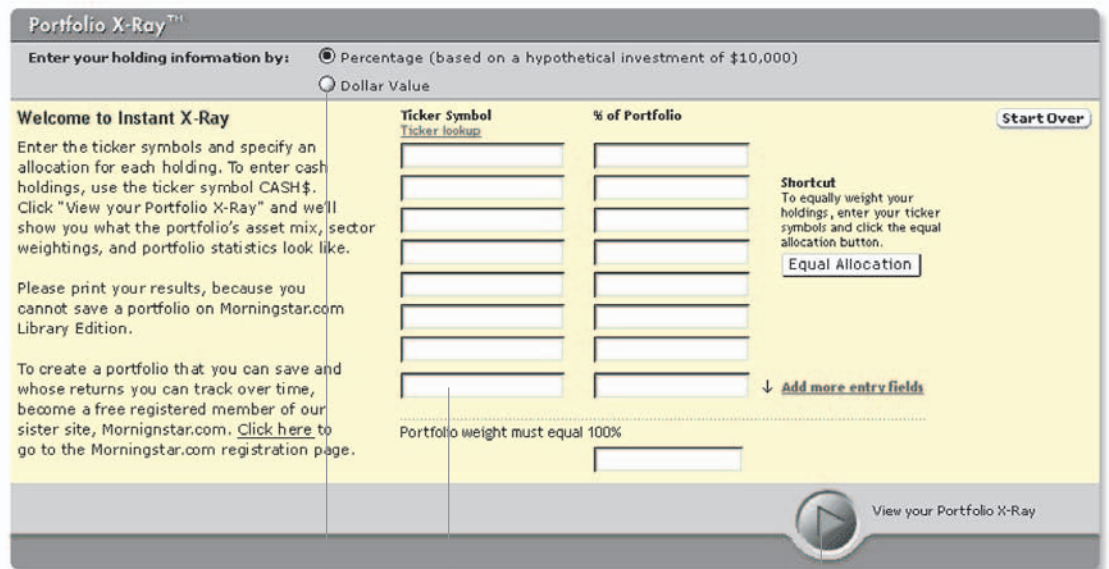 Portfolio X-Ray™
Enter your holding information by:
Percentage (based on a hypothetical investment of $10,000)
Dollar Value
Welcome to Instant X-Ray
Enter the ticker symbols and specify an
allocation for each holding. To enter cash
holdings, use the ticker symbol CASH$.
Click "View your Portfolio X-Ray" and we'll
show you what the portfolio's asset mix, sector
weightings, and portfolio statistics look like.
Please print your results, because you
cannot save a portfolio on Morningstar.com
Library Edition.
To create a portfolio that you can save and
whose returns you can track over time,
become a free registered member of our
sister site, Mornignstar.com. Click here to
go to the Morningstar.com registration page.
Ticker Symbol
Ticker lookup
% of Portfolio
Start Over
Shortcut
To equally weight your
holdings, enter your ticker
symbols and click the equal
allocation button.
Equal Allocation
↓ Add more entry fields
Portfolio weight must equal 100%
View your Portfolio X-Ray